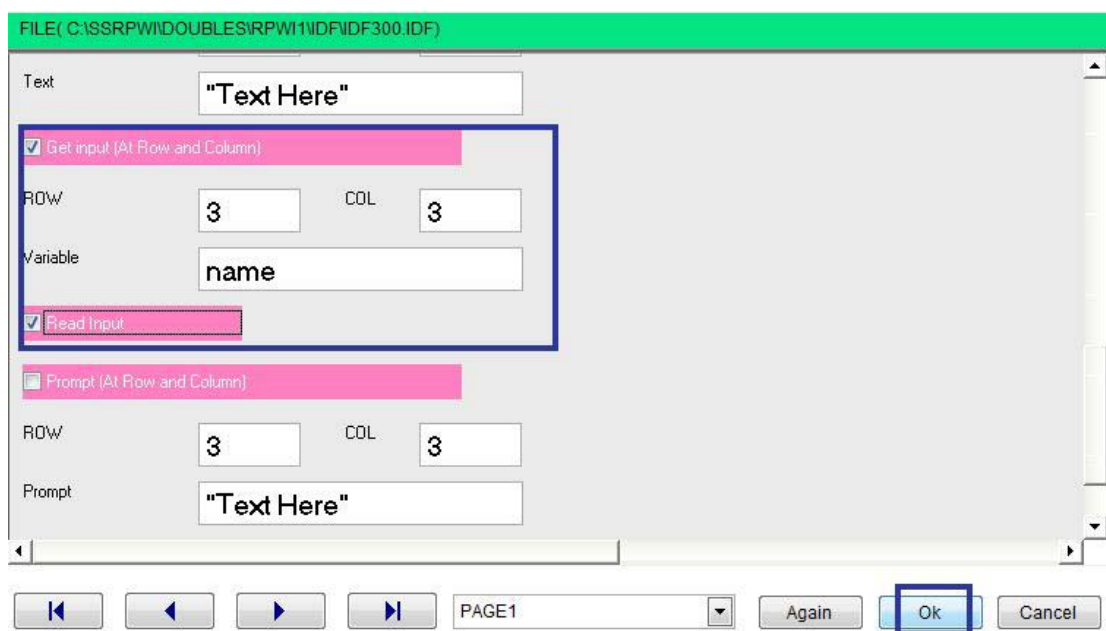 FILE( C:\SSRPWI\DOUBLES\RPWI1\IDF\IDF300.IDF)
Text "Text Here"
Get input (At Row and Column)
ROW 3 COL 3
Variable name
Read Input
Prompt (At Row and Column)
ROW 3 COL 3
Prompt "Text Here"
PAGE1 Again Ok Cancel